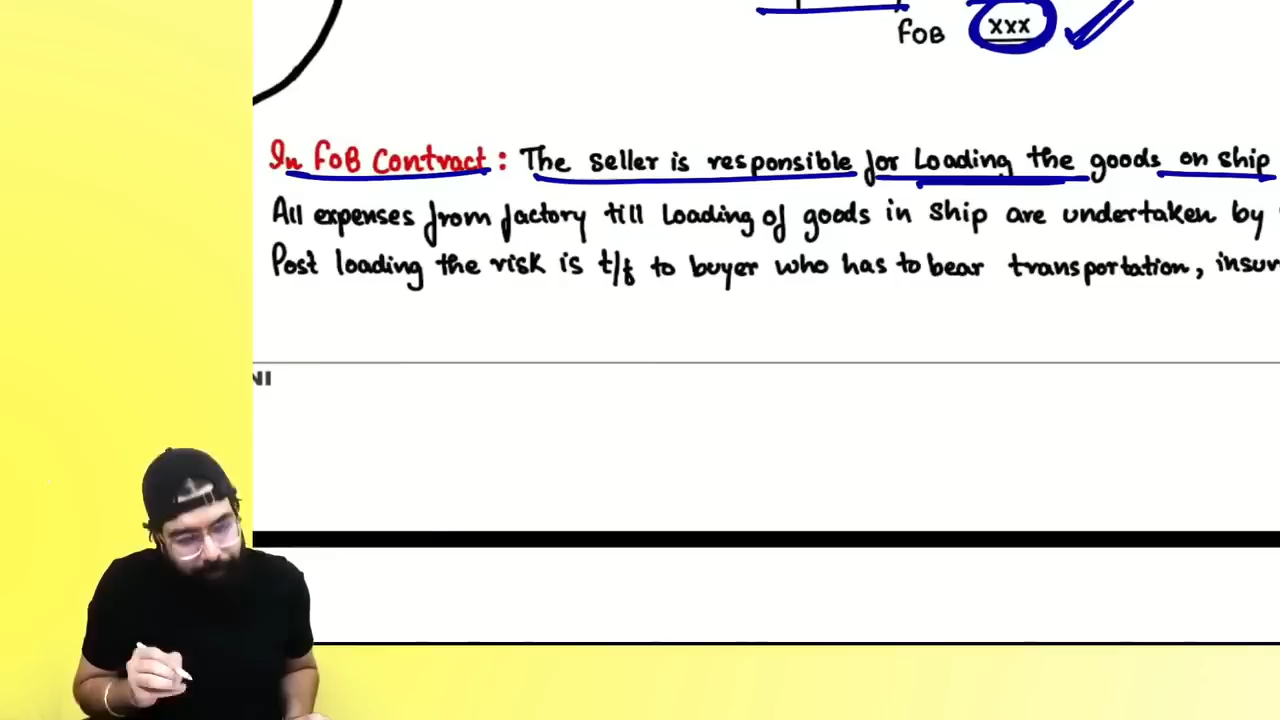 FOB xxx
In FOB Contract : The seller is responsible for Loading the goods on ship
All expenses from factory till Loading of goods in ship are undertaken by
Post loading the risk is t/f to buyer who has to bear transportation, insur
NI